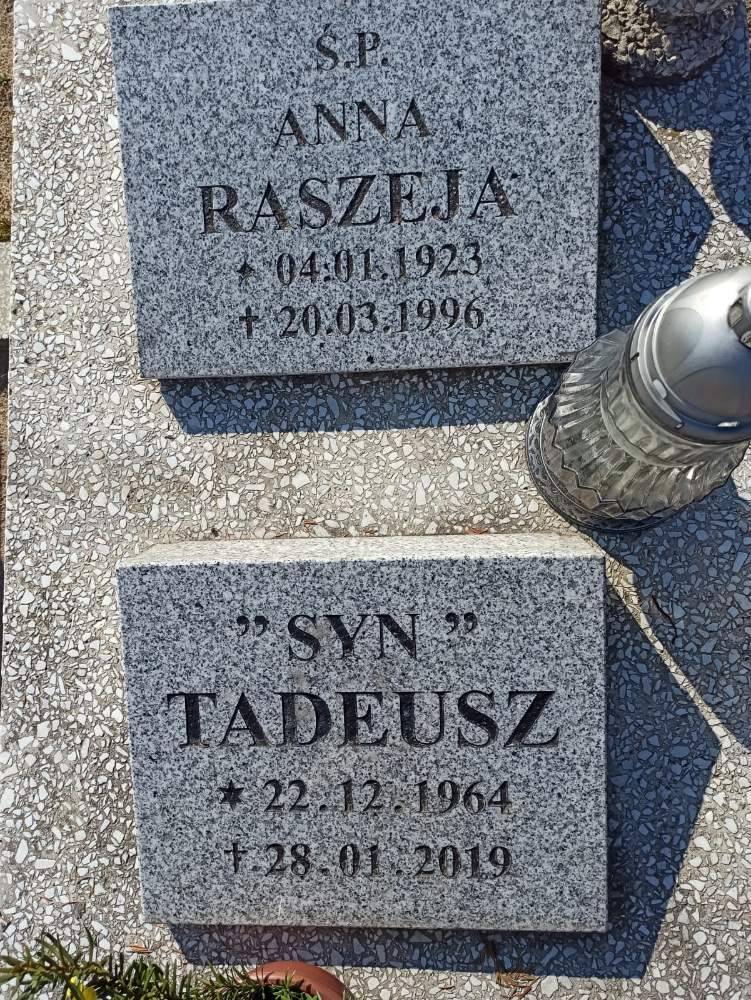 Ś.P.
ANNA
RASZEJA
* 04.01.1923
† 20.03.1996
” SYN ”
TADEUSZ
* 22.12.1964
† 28.01.2019